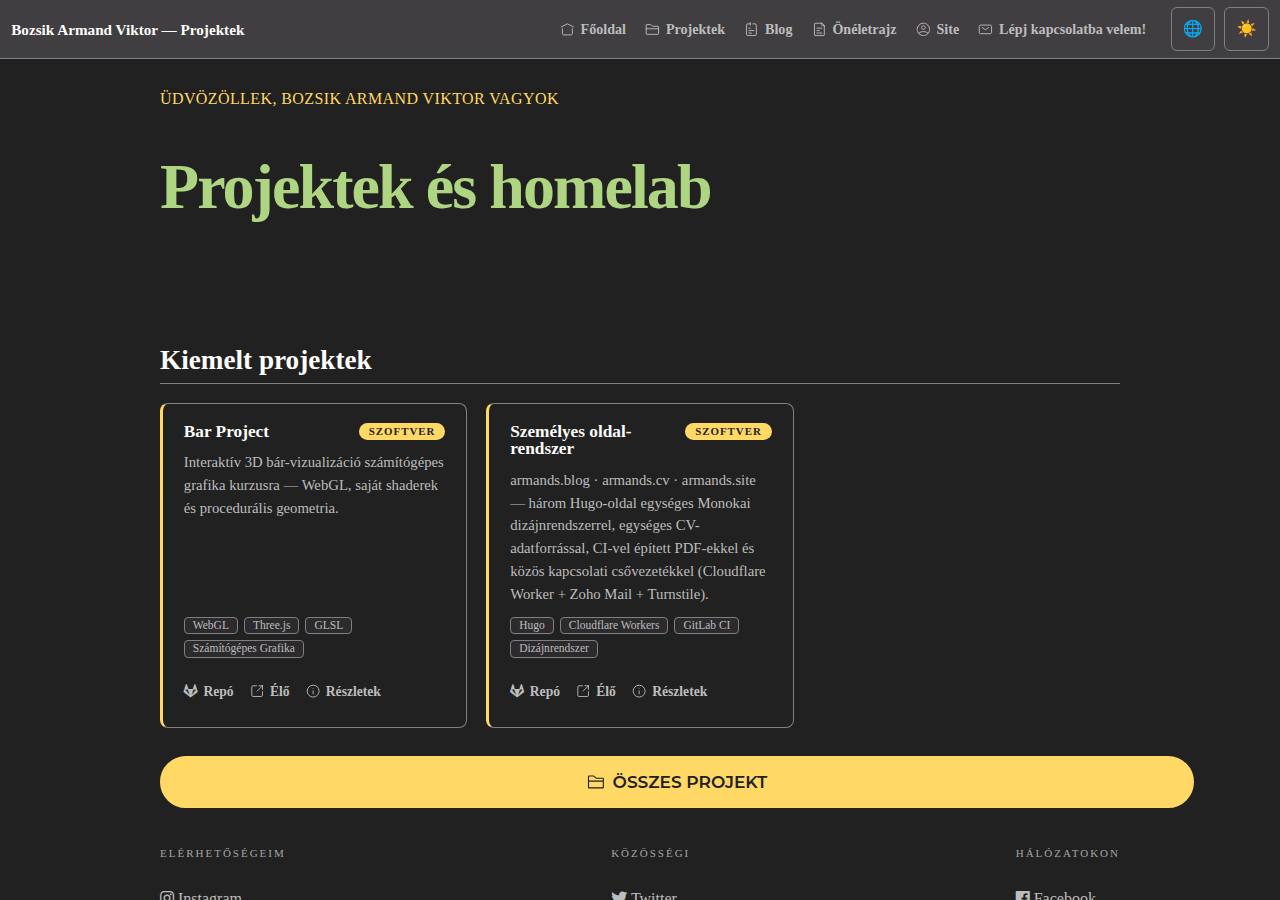 Bozsik Armand Viktor — Projektek
Főoldal
Projektek
Blog
Önéletrajz
Site
Lépj kapcsolatba velem!
ÜDVÖZÖLLEK, BOZSIK ARMAND VIKTOR VAGYOK
Projektek és homelab
Kiemelt projektek
Bar Project
SZOFTVER
Interaktív 3D bár-vizualizáció számítógépes
grafika kurzusra — WebGL, saját shaderek
és procedurális geometria.
WebGL
Three.js
GLSL
Számítógépes Grafika
Repó
Élő
Részletek
Személyes oldal-
rendszer
SZOFTVER
armands.blog · armands.cv · armands.site
— három Hugo-oldal egységes Monokai
dizájnrendszerrel, egységes CV-
adatforrással, CI-vel épített PDF-ekkel és
közös kapcsolati csővezetékkel (Cloudflare
Worker + Zoho Mail + Turnstile).
Hugo
Cloudflare Workers
GitLab CI
Dizájnrendszer
Repó
Élő
Részletek
ÖSSZES PROJEKT
ELÉRHETŐSÉGEIM
KÖZÖSSÉGI
HÁLÓZATOKON
Instagram
Twitter
Facebook